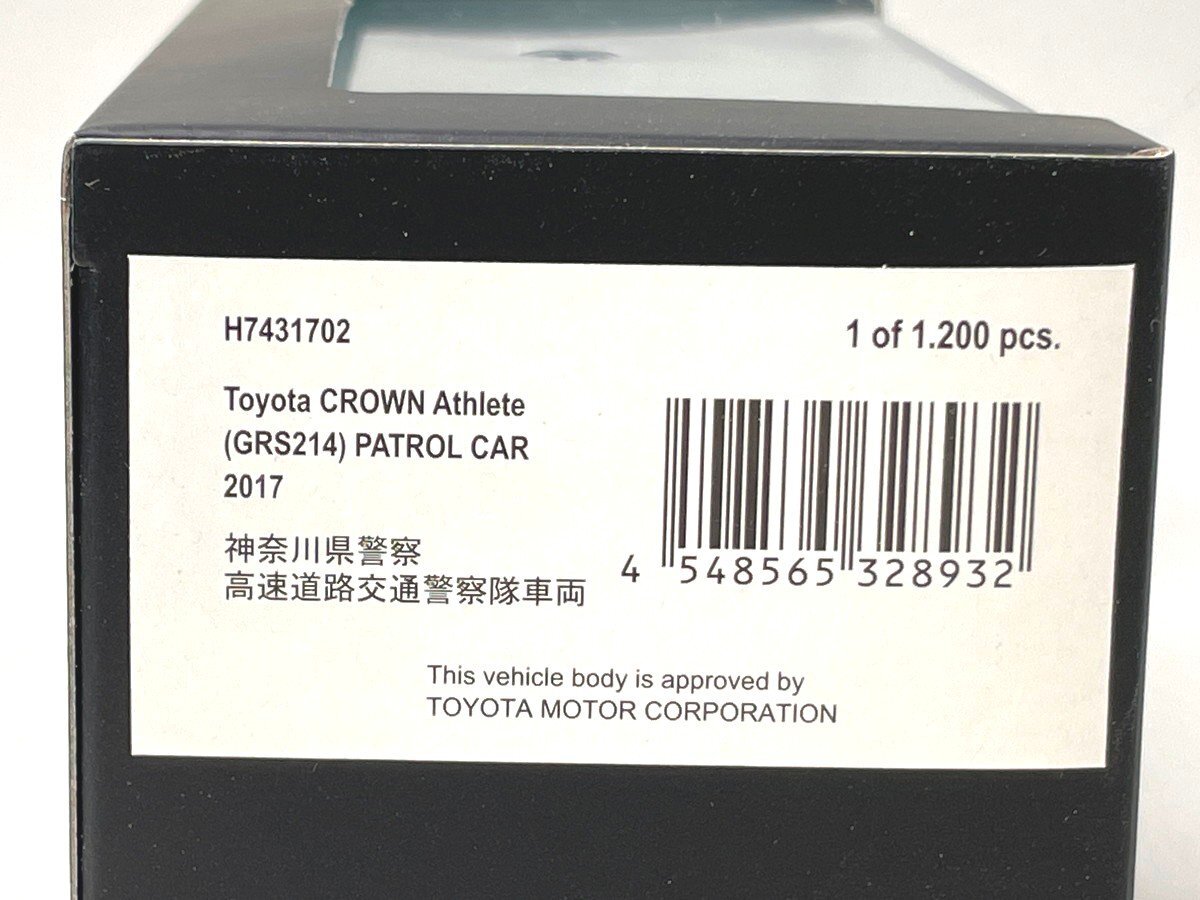 H7431702
1 of 1.200 pcs.
Toyota CROWN Athlete
(GRS214) PATROL CAR
2017
神奈川県警察
高速道路交通警察隊車両
4 548565 328932
This vehicle body is approved by
TOYOTA MOTOR CORPORATION